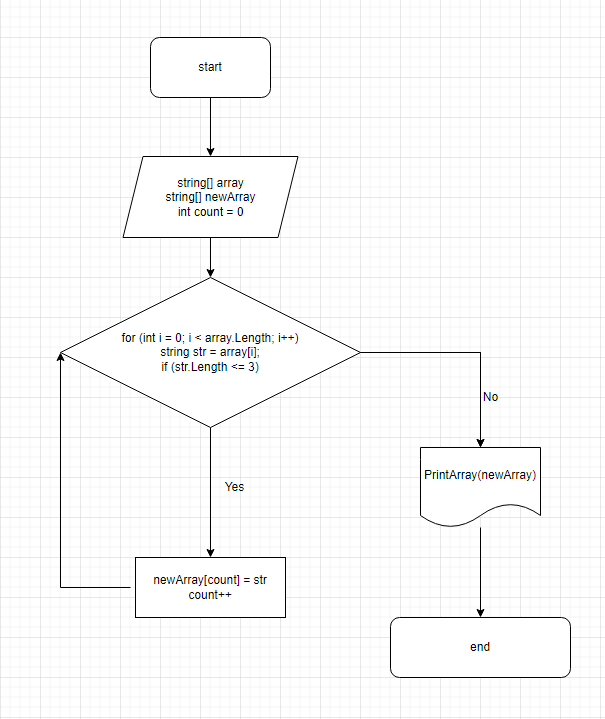 start
string[] array
string[] newArray
int count = 0
for (int i = 0; i < array.Length; i++)
string str = array[i];
if (str.Length <= 3)
No
PrintArray(newArray)
Yes
newArray[count] = str
count++
end